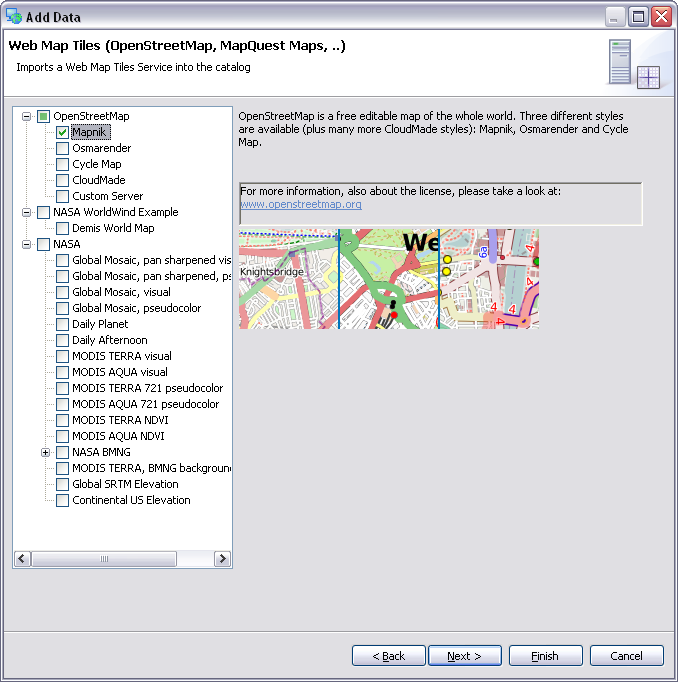 Add Data
Web Map Tiles (OpenStreetMap, MapQuest Maps, ..)
Imports a Web Map Tiles Service into the catalog
OpenStreetMap
Mapnik
Osmarender
Cycle Map
CloudMade
Custom Server
NASA WorldWind Example
Demis World Map
NASA
Global Mosaic, pan sharpened vis
Global Mosaic, pan sharpened, ps
Global Mosaic, visual
Global Mosaic, pseudocolor
Daily Planet
Daily Afternoon
MODIS TERRA visual
MODIS AQUA visual
MODIS TERRA 721 pseudocolor
MODIS AQUA 721 pseudocolor
MODIS TERRA NDVI
MODIS AQUA NDVI
NASA BMNG
MODIS TERRA, BMNG background
Global SRTM Elevation
Continental US Elevation
OpenStreetMap is a free editable map of the whole world. Three different styles
are available (plus many more CloudMade styles): Mapnik, Osmarender and Cycle
Map.
For more information, also about the license, please take a look at:
www.openstreetmap.org
Knightsbridge
We
6a
4
4
4
4
< Back
Next >
Finish
Cancel